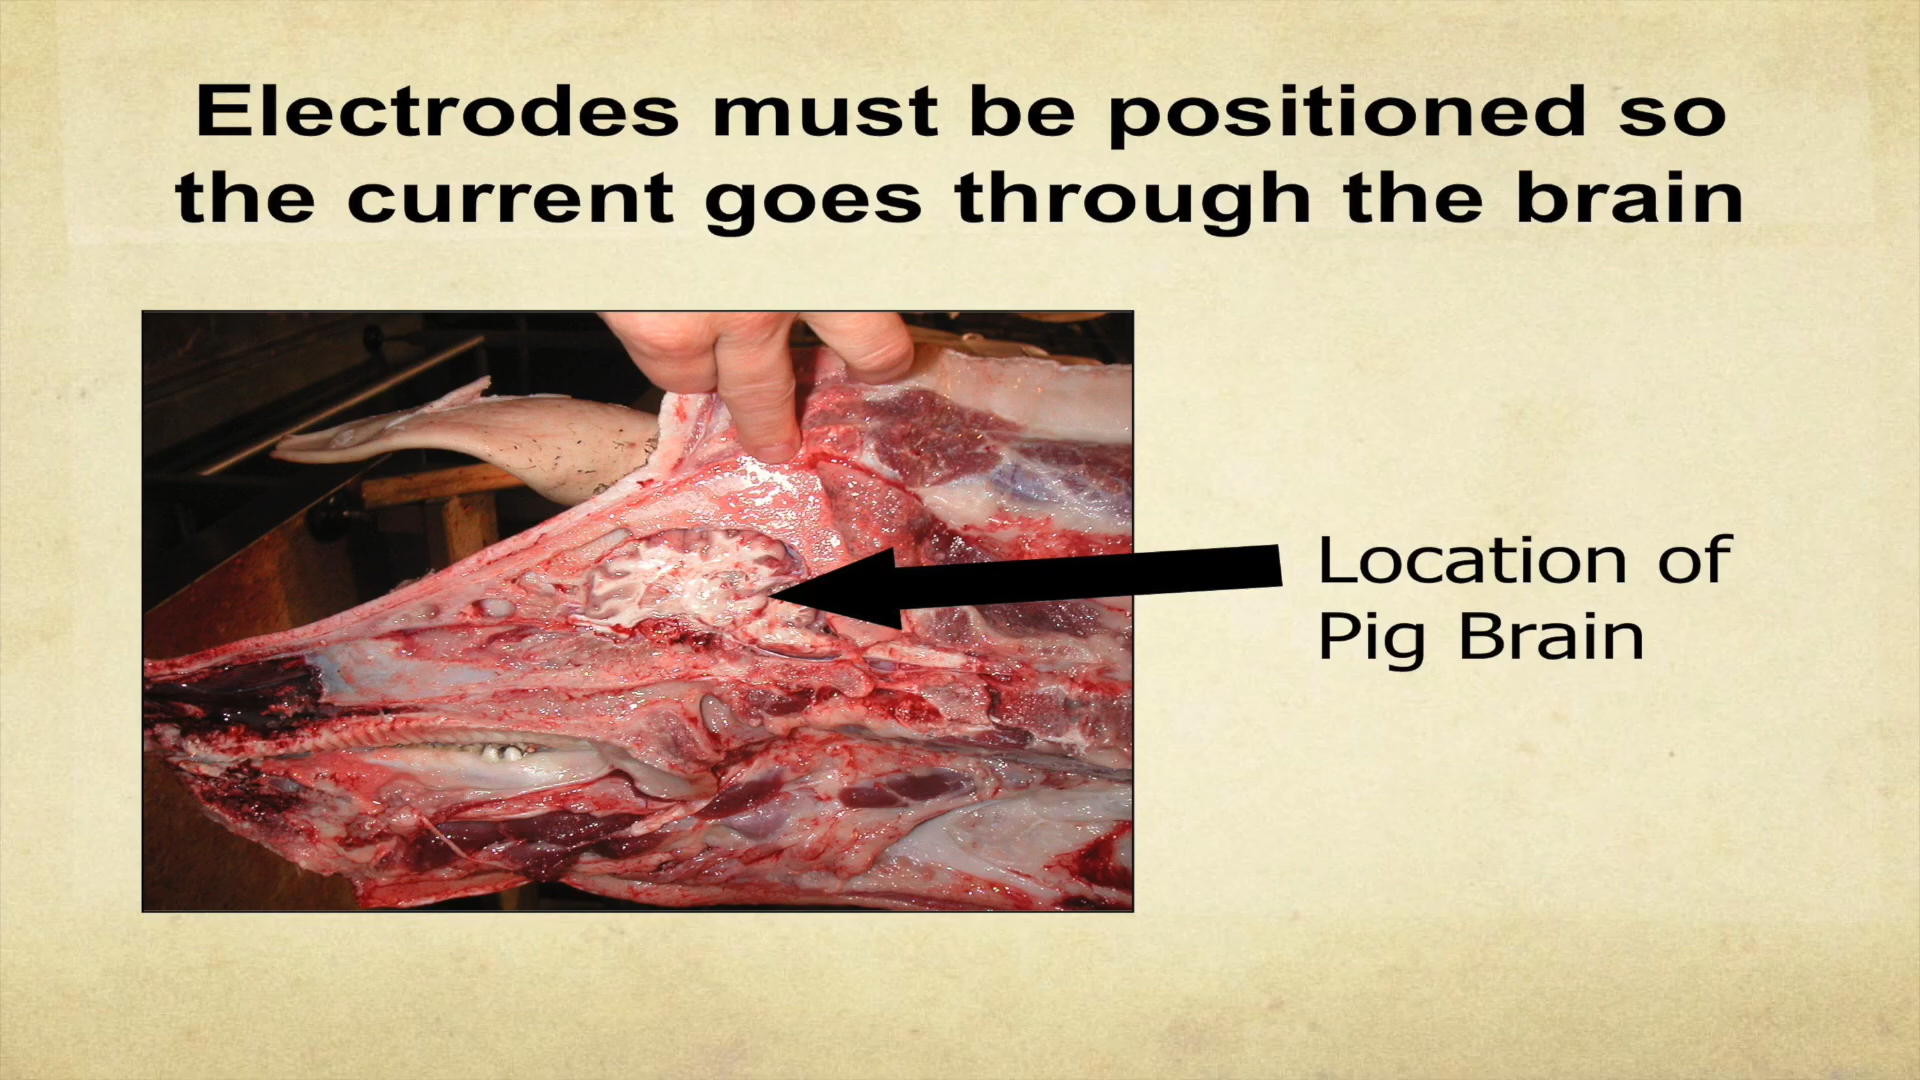 Electrodes must be positioned so
the current goes through the brain
Location of
Pig Brain